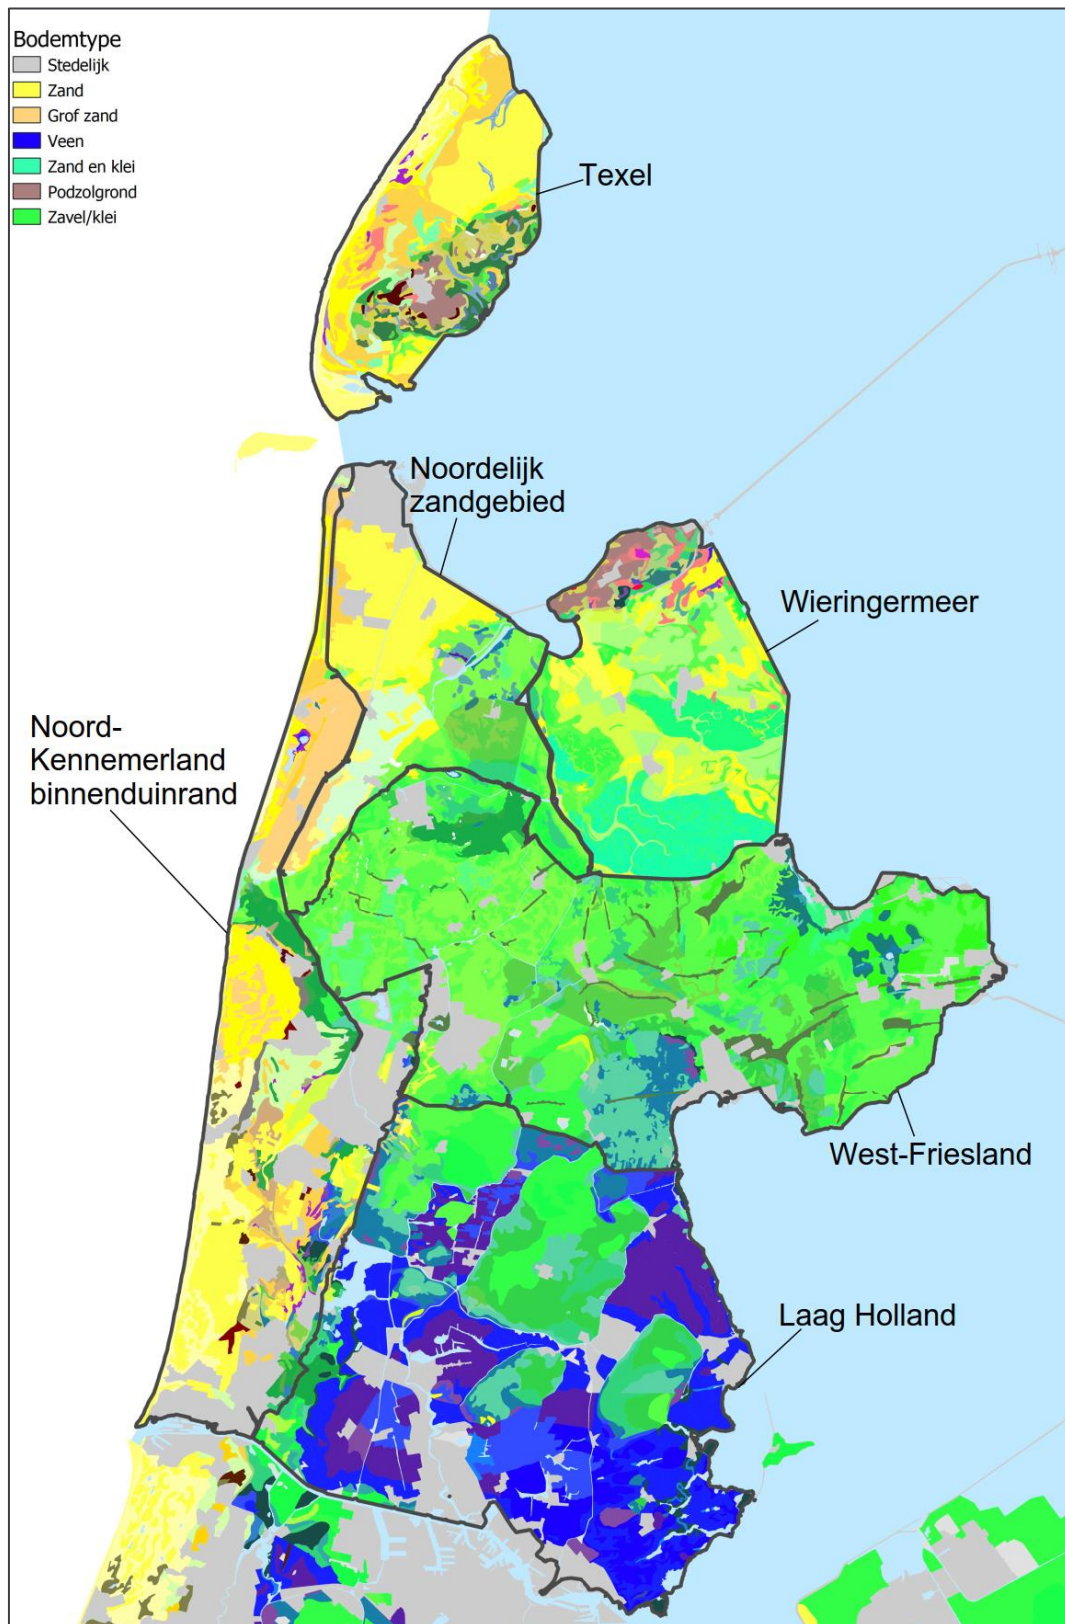 Bodemtype
Stedelijk
Zand
Grof zand
Veen
Zand en klei
Podzolgrond
Zavel/klei
Texel
Noordelijk
zandgebied
Wieringermeer
Noord-
Kennemerland
binnenduinrand
West-Friesland
Laag Holland